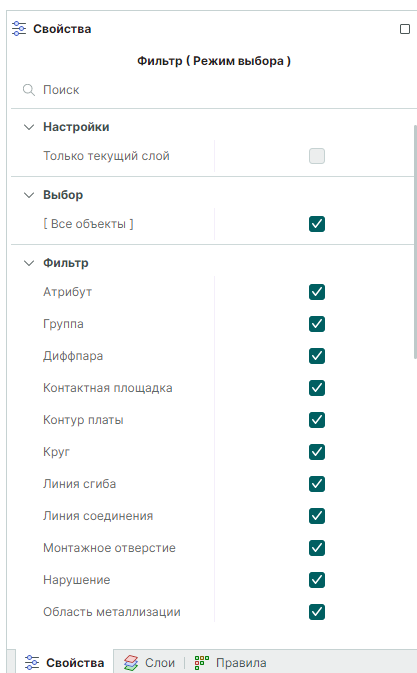 Свойства
Фильтр ( Режим выбора )
Поиск
Настройки
Только текущий слой
Выбор
[ Все объекты ]
Фильтр
Атрибут
Группа
Диффпара
Контактная площадка
Контур платы
Круг
Линия сгиба
Линия соединения
Монтажное отверстие
Нарушение
Область металлизации
Свойства Слои Правила